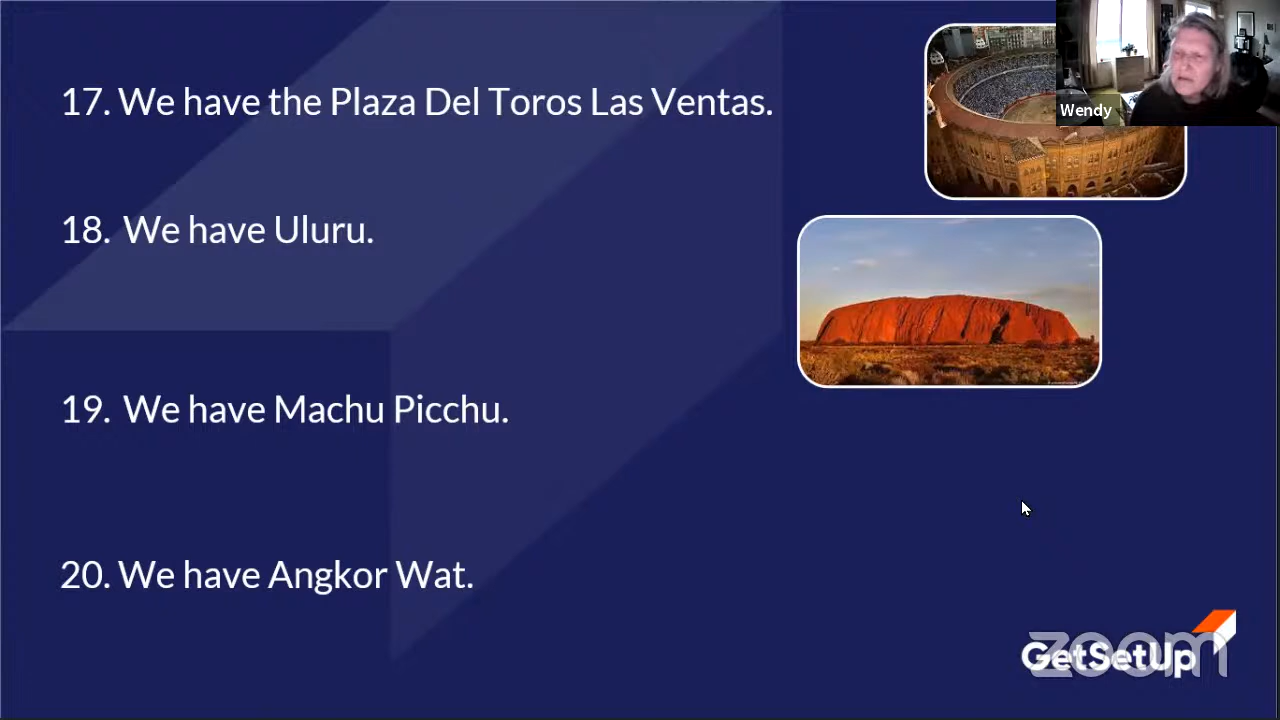 17. We have the Plaza Del Toros Las Ventas.
Wendy
18. We have Uluru.
19. We have Machu Picchu.
20. We have Angkor Wat.
zoom
GetSetUp